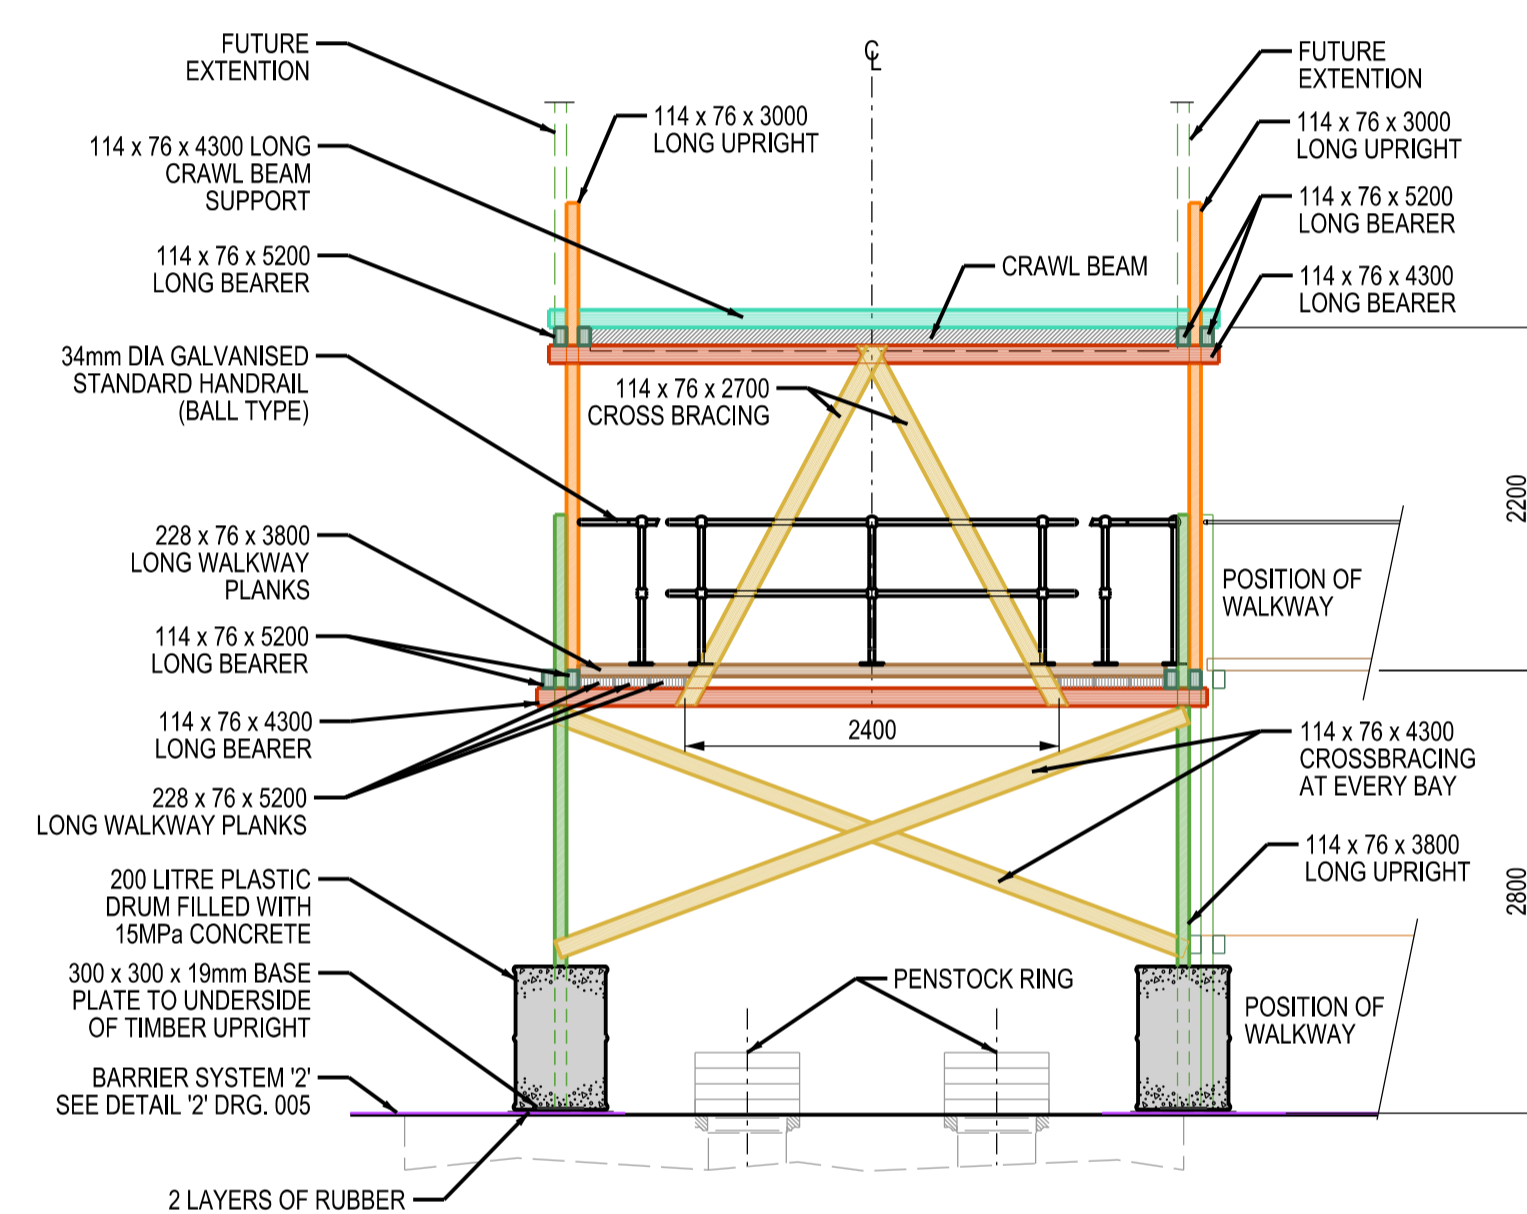 FUTURE
EXTENTION
114 x 76 x 4300 LONG
CRAWL BEAM
SUPPORT
114 x 76 x 5200
LONG BEARER
34mm DIA GALVANISED
STANDARD HANDRAIL
(BALL TYPE)
228 x 76 x 3800
LONG WALKWAY
PLANKS
114 x 76 x 5200
LONG BEARER
114 x 76 x 4300
LONG BEARER
228 x 76 x 5200
LONG WALKWAY PLANKS
200 LITRE PLASTIC
DRUM FILLED WITH
15MPa CONCRETE
300 x 300 x 19mm BASE
PLATE TO UNDERSIDE
OF TIMBER UPRIGHT
BARRIER SYSTEM '2'
SEE DETAIL '2' DRG. 005
2 LAYERS OF RUBBER
℄
114 x 76 x 3000
LONG UPRIGHT
CRAWL BEAM
114 x 76 x 2700
CROSS BRACING
2400
PENSTOCK RING
FUTURE
EXTENTION
114 x 76 x 3000
LONG UPRIGHT
114 x 76 x 5200
LONG BEARER
114 x 76 x 4300
LONG BEARER
2200
POSITION OF
WALKWAY
114 x 76 x 4300
CROSSBRACING
AT EVERY BAY
114 x 76 x 3800
LONG UPRIGHT
2800
POSITION OF
WALKWAY